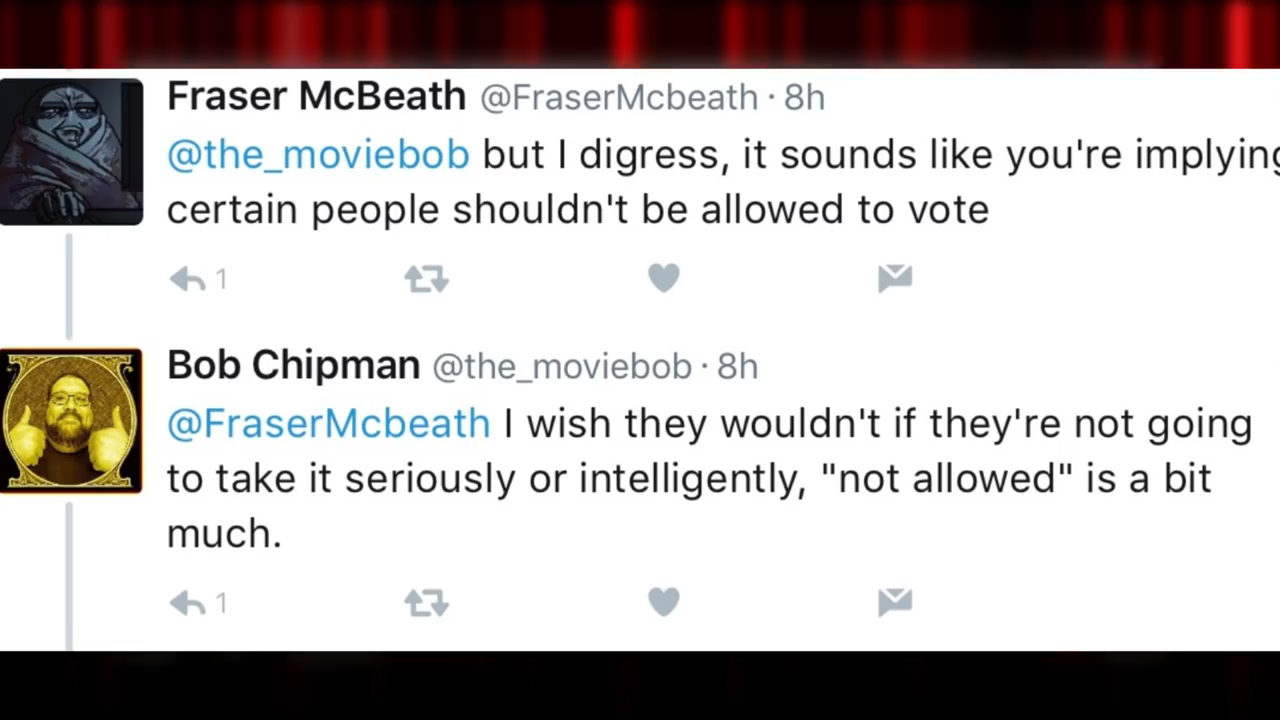 Fraser McBeath @FraserMcbeath · 8h
@the_moviebob but I digress, it sounds like you're implying
certain people shouldn't be allowed to vote
1
Bob Chipman @the_moviebob · 8h
@FraserMcbeath I wish they wouldn't if they're not going
to take it seriously or intelligently, "not allowed" is a bit
much.
1